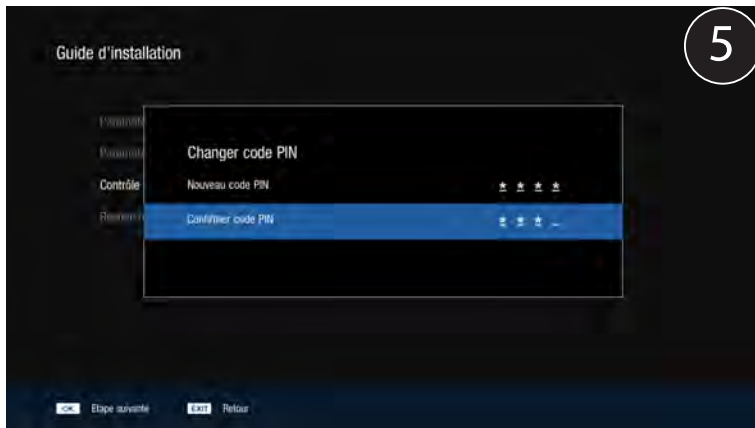 5
Guide d'installation
Changer code PIN
Contrôle
Nouveau code PIN * * * *
Confirmer code PIN * * * _
OK Etape suivante EXIT Retour